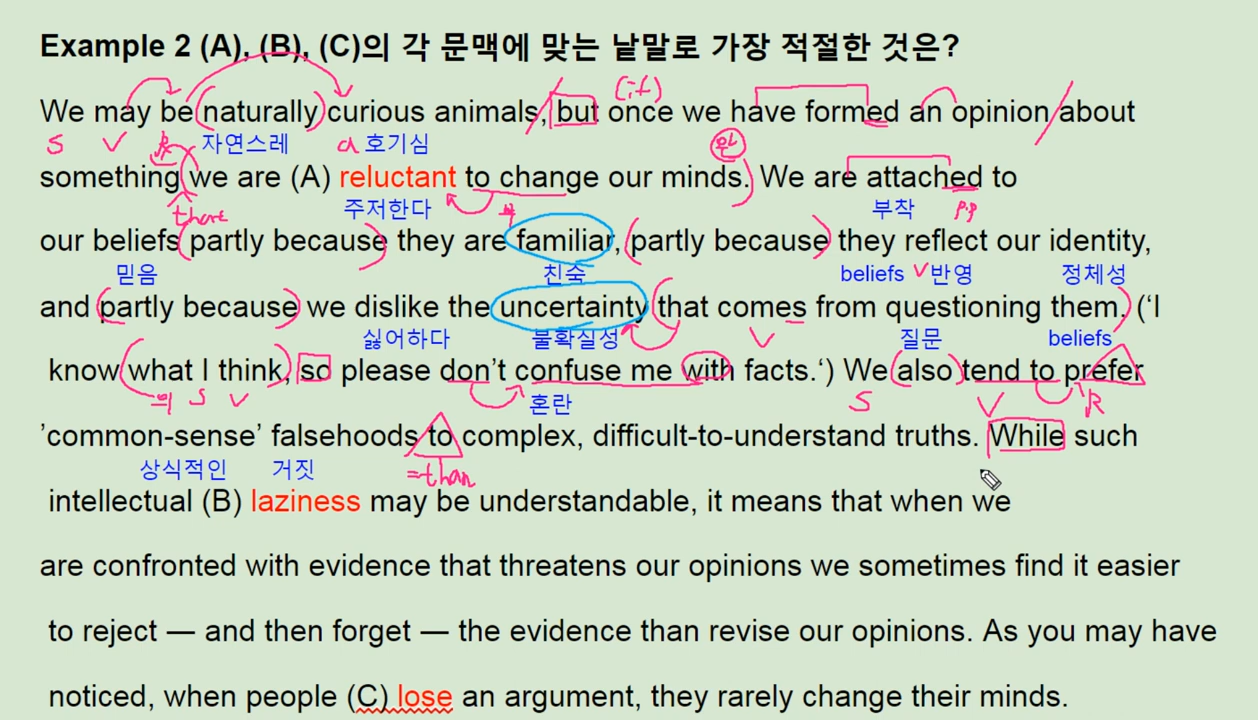 Example 2 (A), (B), (C)의 각 문맥에 맞는 낱말로 가장 적절한 것은?
(if)
We may be naturally curious animals, but once we have formed an opinion about
S V R 자연스레 a 호기심 완
something we are (A) reluctant to change our minds. We are attached to
that 주저한다 부착 p.p
our beliefs partly because they are familiar, partly because they reflect our identity,
믿음 친숙 beliefs V 반영 정체성
and partly because we dislike the uncertainty that comes from questioning them. (‘I
싫어하다 불확실성 V 질문 beliefs
know what I think, so please don’t confuse me with facts.‘) We also tend to prefer
의 S V 혼란 S V R
’common-sense’ falsehoods to complex, difficult-to-understand truths. While such
상식적인 거짓 =than
intellectual (B) laziness may be understandable, it means that when we
are confronted with evidence that threatens our opinions we sometimes find it easier
to reject — and then forget — the evidence than revise our opinions. As you may have
noticed, when people (C) lose an argument, they rarely change their minds.